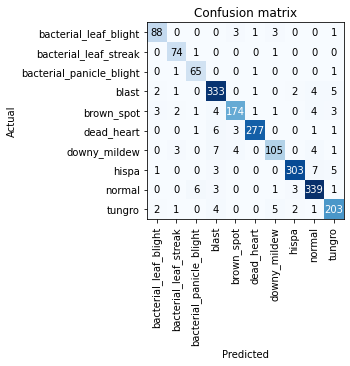 Confusion matrix
bacterial_leaf_blight 88 0 0 0 3 1 3 0 0 1
bacterial_leaf_streak 0 74 1 0 0 0 1 0 0 0
bacterial_panicle_blight 0 1 65 0 0 0 0 0 1 0
blast 2 1 0 333 1 0 1 2 4 5
brown_spot 3 2 1 4 174 1 1 0 4 3
dead_heart 0 0 1 6 3 277 0 0 1 1
downy_mildew 0 3 0 7 4 0 105 0 4 1
hispa 1 0 0 3 0 0 0 303 7 5
normal 0 0 6 3 0 0 1 3 339 1
tungro 2 1 0 4 0 0 5 2 1 203
Actual
bacterial_leaf_blight
bacterial_leaf_streak
bacterial_panicle_blight
blast
brown_spot
dead_heart
downy_mildew
hispa
normal
tungro
Predicted